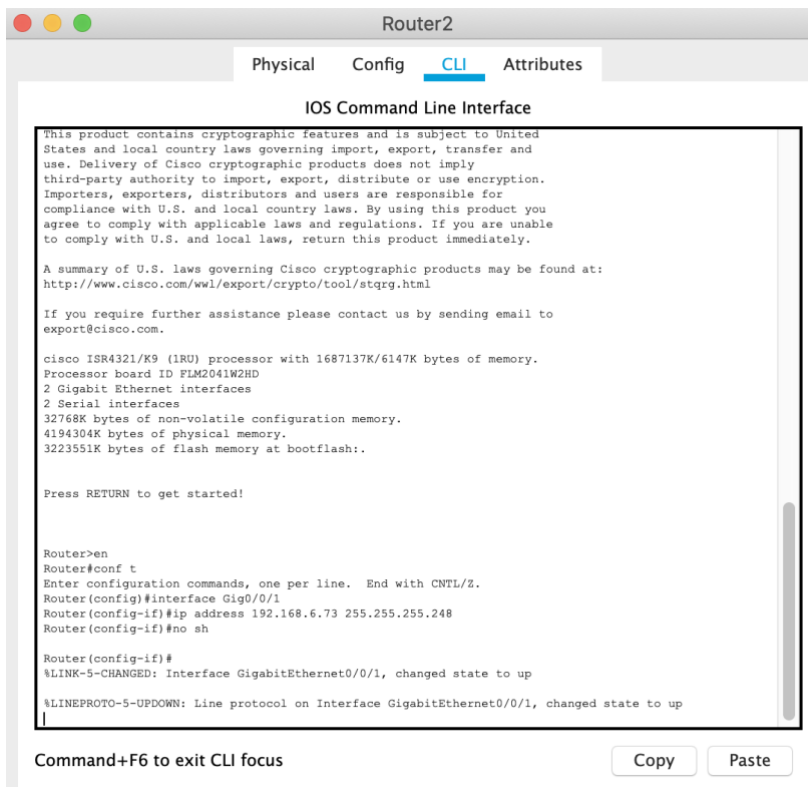 Router2
Physical Config CLI Attributes
IOS Command Line Interface
This product contains cryptographic features and is subject to United
States and local country laws governing import, export, transfer and
use. Delivery of Cisco cryptographic products does not imply
third-party authority to import, export, distribute or use encryption.
Importers, exporters, distributors and users are responsible for
compliance with U.S. and local country laws. By using this product you
agree to comply with applicable laws and regulations. If you are unable
to comply with U.S. and local laws, return this product immediately.
A summary of U.S. laws governing Cisco cryptographic products may be found at:
http://www.cisco.com/wwl/export/crypto/tool/stqrg.html
If you require further assistance please contact us by sending email to
export@cisco.com.
cisco ISR4321/K9 (1RU) processor with 1687137K/6147K bytes of memory.
Processor board ID FLM2041W2HD
2 Gigabit Ethernet interfaces
2 Serial interfaces
32768K bytes of non-volatile configuration memory.
4194304K bytes of physical memory.
3223551K bytes of flash memory at bootflash:.
Press RETURN to get started!
Router>en
Router#conf t
Enter configuration commands, one per line. End with CNTL/Z.
Router(config)#interface Gig0/0/1
Router(config-if)#ip address 192.168.6.73 255.255.255.248
Router(config-if)#no sh
Router(config-if)#
%LINK-5-CHANGED: Interface GigabitEthernet0/0/1, changed state to up
%LINEPROTO-5-UPDOWN: Line protocol on Interface GigabitEthernet0/0/1, changed state to up
Command+F6 to exit CLI focus
Copy Paste